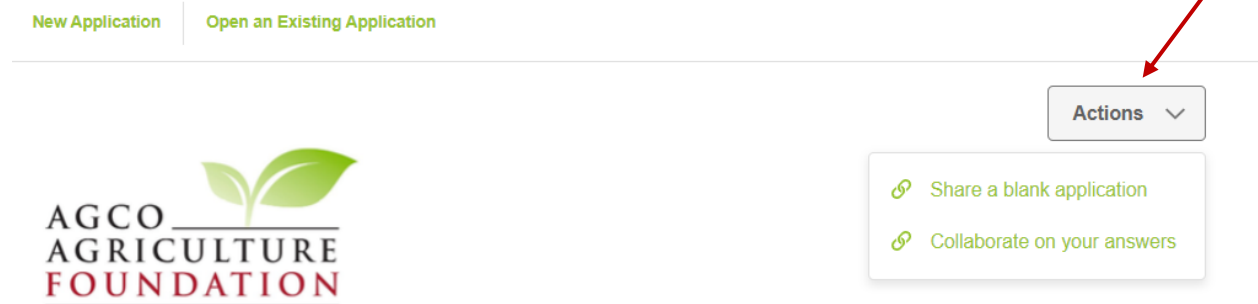 New Application
Open an Existing Application
Actions
Share a blank application
Collaborate on your answers
AGCO
AGRICULTURE
FOUNDATION